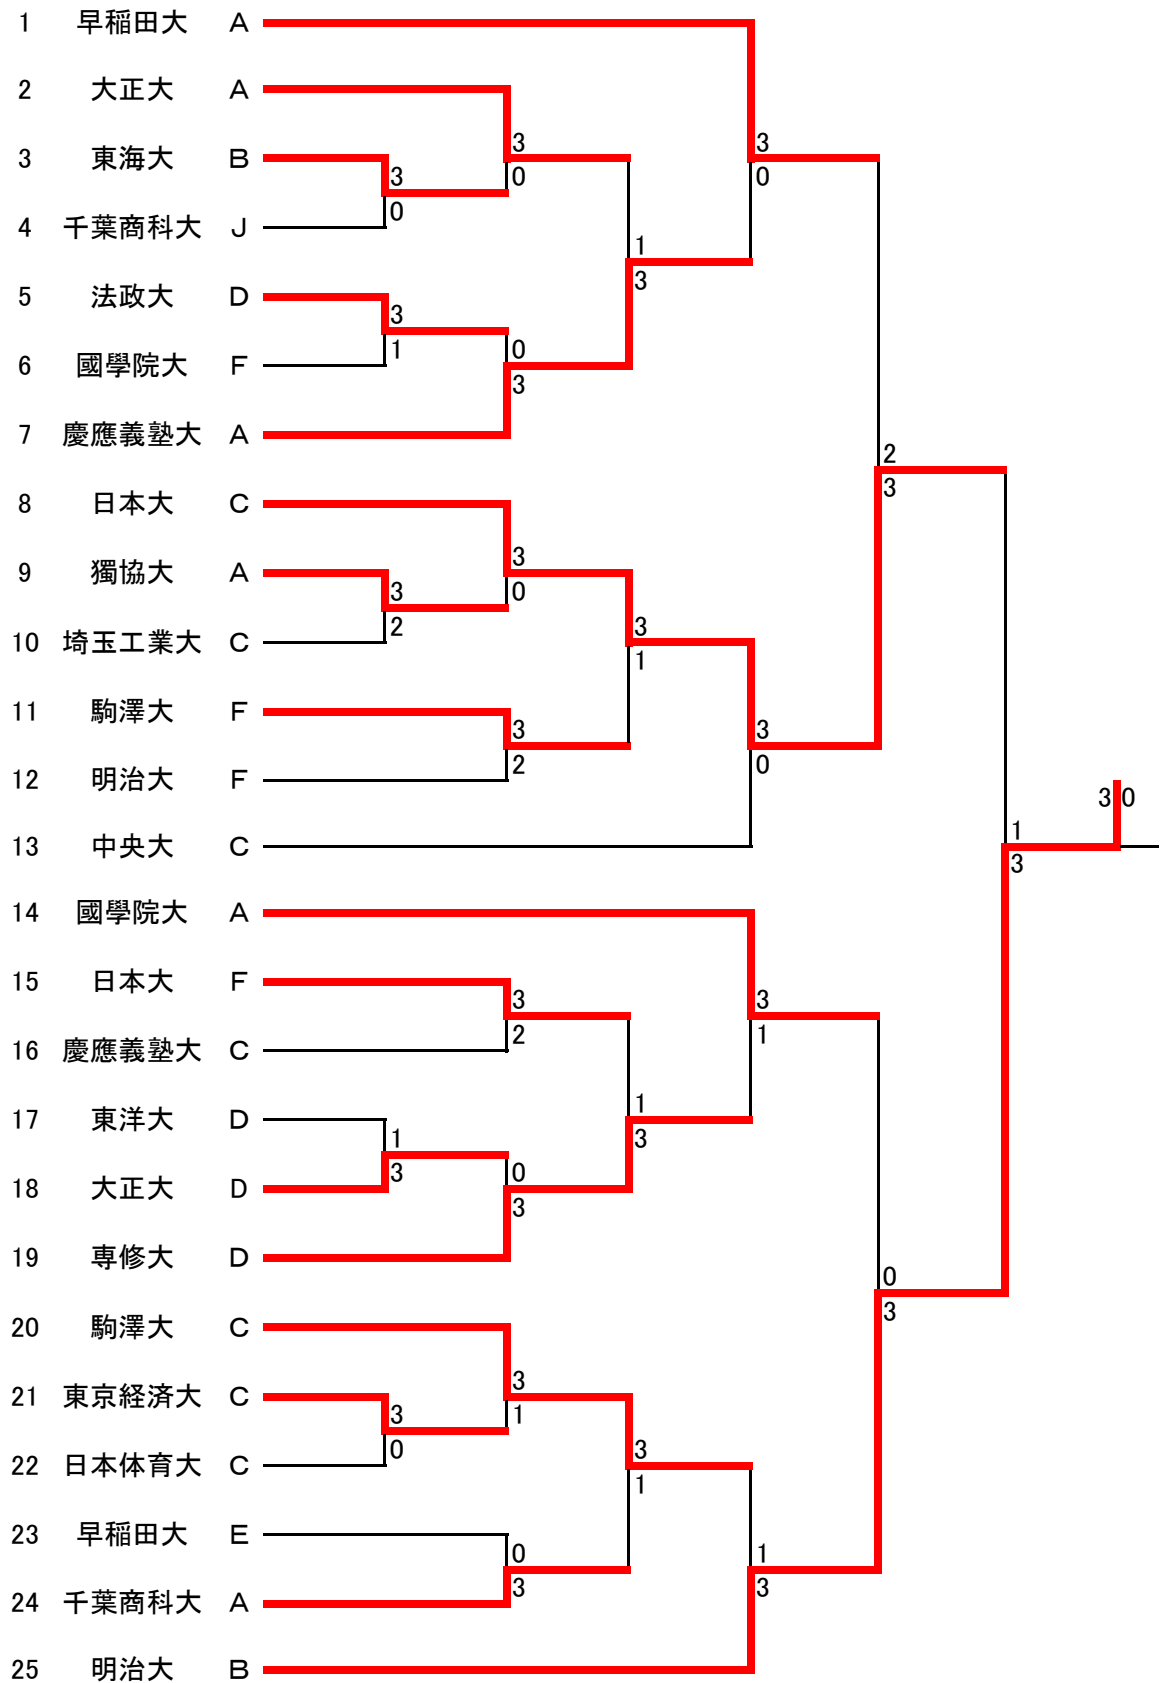 1 早稲田大 A
2 大正大 A
3
3 東海大 B
3
0
3
0
0
4 千葉商科大 J
1
3
5 法政大 D
3
1
0
6 國學院大 F
3
7 慶應義塾大 A
2
3
8 日本大 C
3
9 獨協大 A
3
0
2
3
10 埼玉工業大 C
1
11 駒澤大 F
3
3
2
0
12 明治大 F
3 0
1
13 中央大 C
3
14 國學院大 A
15 日本大 F
3
3
2
1
16 慶應義塾大 C
1
17 東洋大 D
1
3
3
0
18 大正大 D
3
19 専修大 D
0
3
20 駒澤大 C
3
21 東京経済大 C
3
1
0
3
22 日本体育大 C
1
23 早稲田大 E
0
1
3
3
24 千葉商科大 A
25 明治大 B